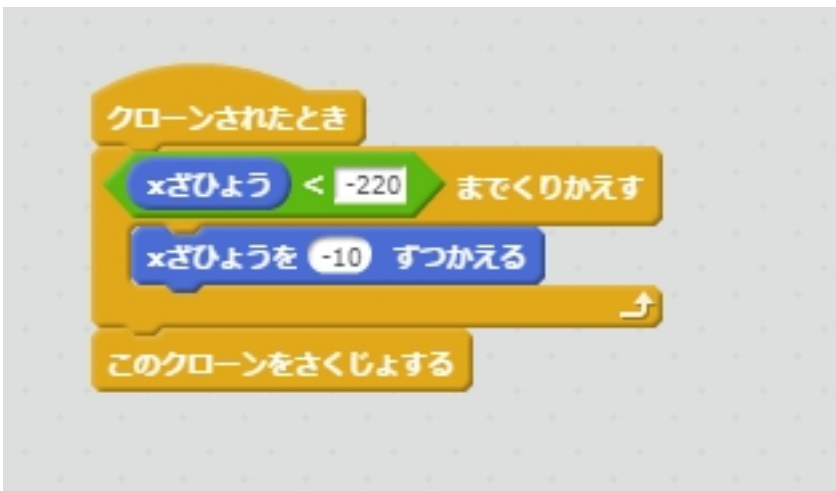 クローンされたとき
xざひょう < -220 までくりかえす
xざひょうを -10 ずつかえる
このクローンをさくじょする